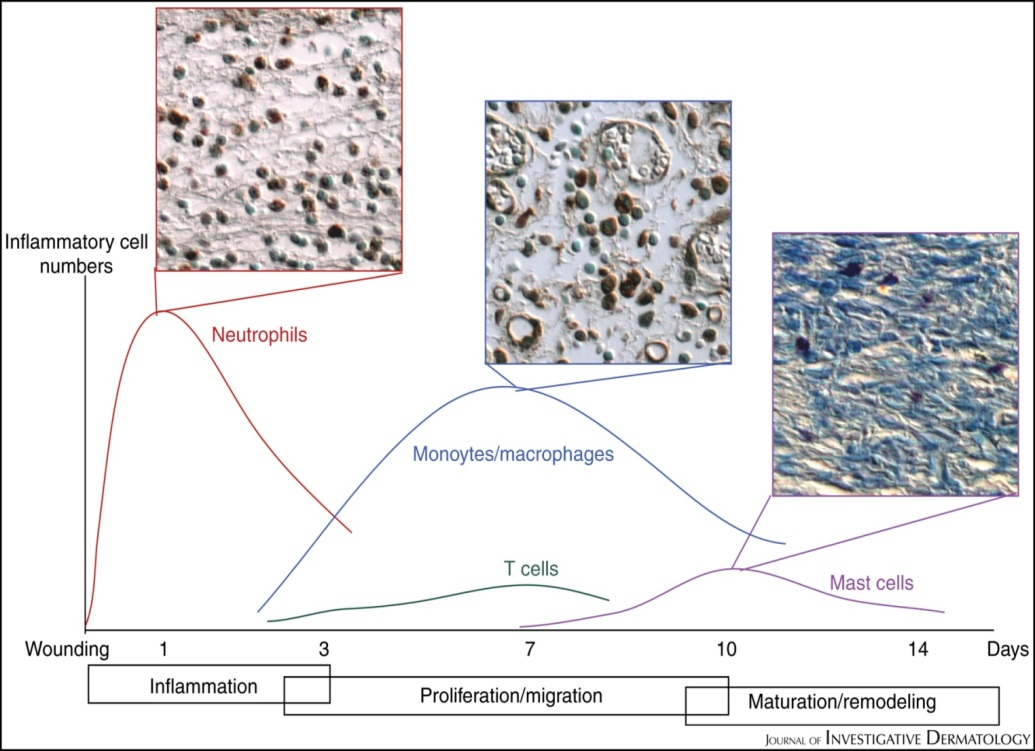 Inflammatory cell
numbers
Neutrophils
Monoytes/macrophages
T cells
Mast cells
Wounding 1 3 7 10 14 Days
Inflammation
Proliferation/migration
Maturation/remodeling
JOURNAL OF INVESTIGATIVE DERMATOLOGY